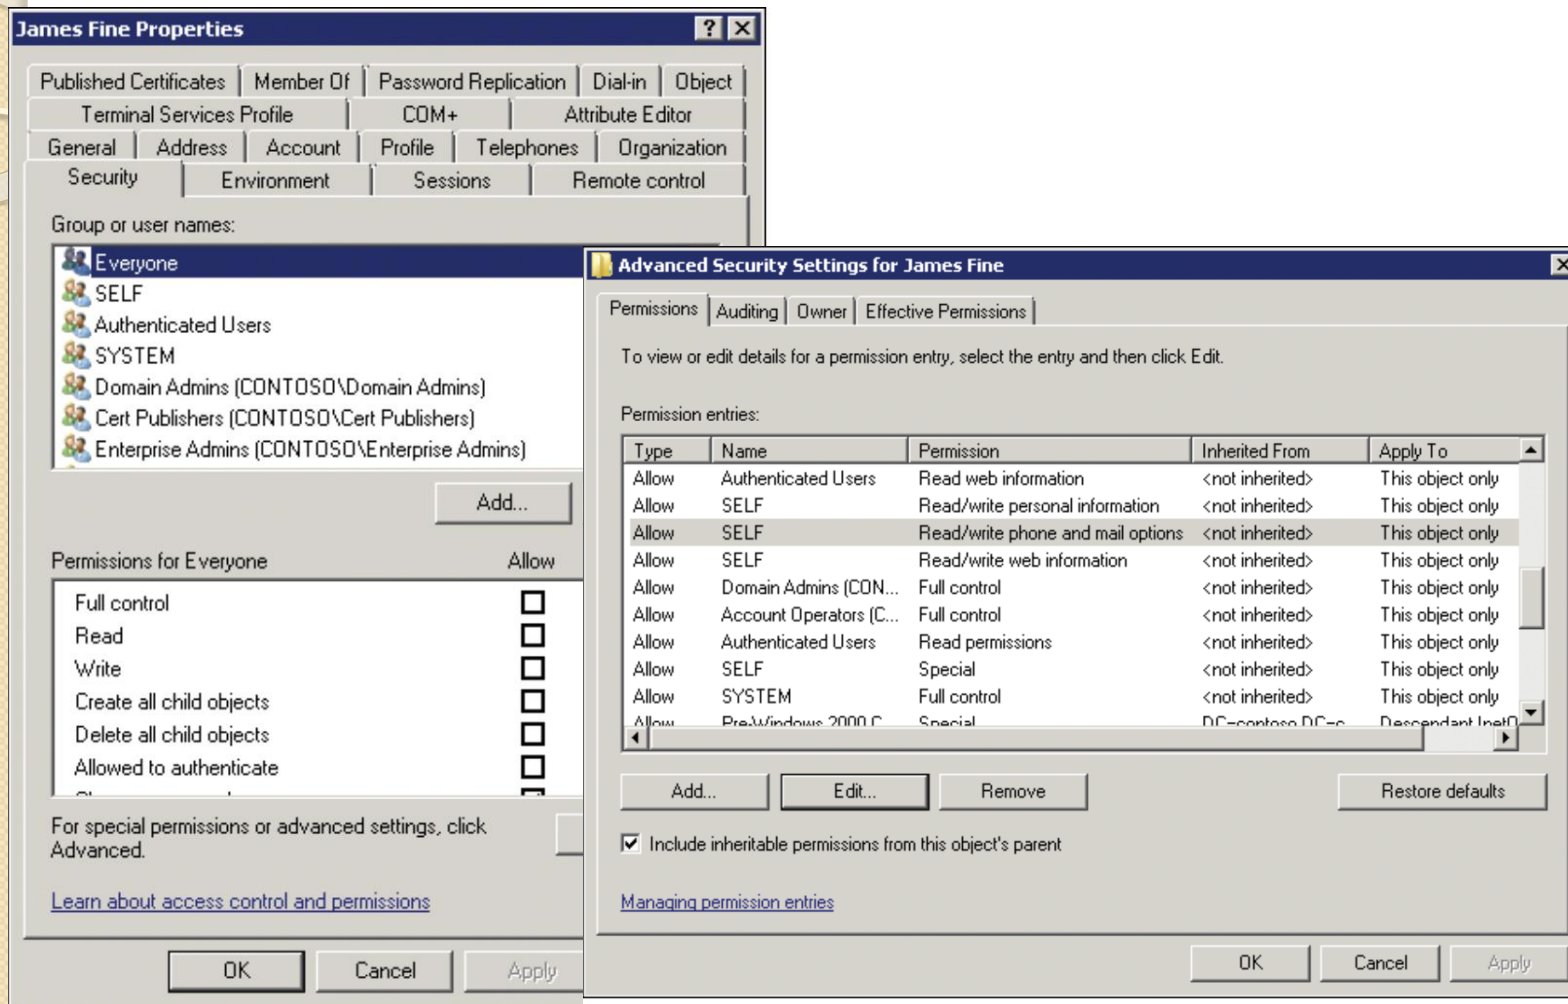 James Fine Properties
Published Certificates Member Of Password Replication Dial-in Object
Terminal Services Profile COM+ Attribute Editor
General Address Account Profile Telephones Organization
Security Environment Sessions Remote control
Group or user names:
Everyone
SELF
Authenticated Users
SYSTEM
Domain Admins (CONTOSO\Domain Admins)
Cert Publishers (CONTOSO\Cert Publishers)
Enterprise Admins (CONTOSO\Enterprise Admins)
Add...
Permissions for Everyone Allow
Full control
Read
Write
Create all child objects
Delete all child objects
Allowed to authenticate
For special permissions or advanced settings, click
Advanced.
Learn about access control and permissions
OK Cancel Apply
Advanced Security Settings for James Fine
Permissions Auditing Owner Effective Permissions
To view or edit details for a permission entry, select the entry and then click Edit.
Permission entries:
Type Name Permission Inherited From Apply To
Allow Authenticated Users Read web information <not inherited> This object only
Allow SELF Read/write personal information <not inherited> This object only
Allow SELF Read/write phone and mail options <not inherited> This object only
Allow SELF Read/write web information <not inherited> This object only
Allow Domain Admins (CON... Full control <not inherited> This object only
Allow Account Operators (C... Full control <not inherited> This object only
Allow Authenticated Users Read permissions <not inherited> This object only
Allow SELF Special <not inherited> This object only
Allow SYSTEM Full control <not inherited> This object only
Allow Pre-Windows 2000 C... Special DC=contoso,DC=c... Descendant InetO
Add... Edit... Remove Restore defaults
Include inheritable permissions from this object's parent
Managing permission entries
OK Cancel Apply